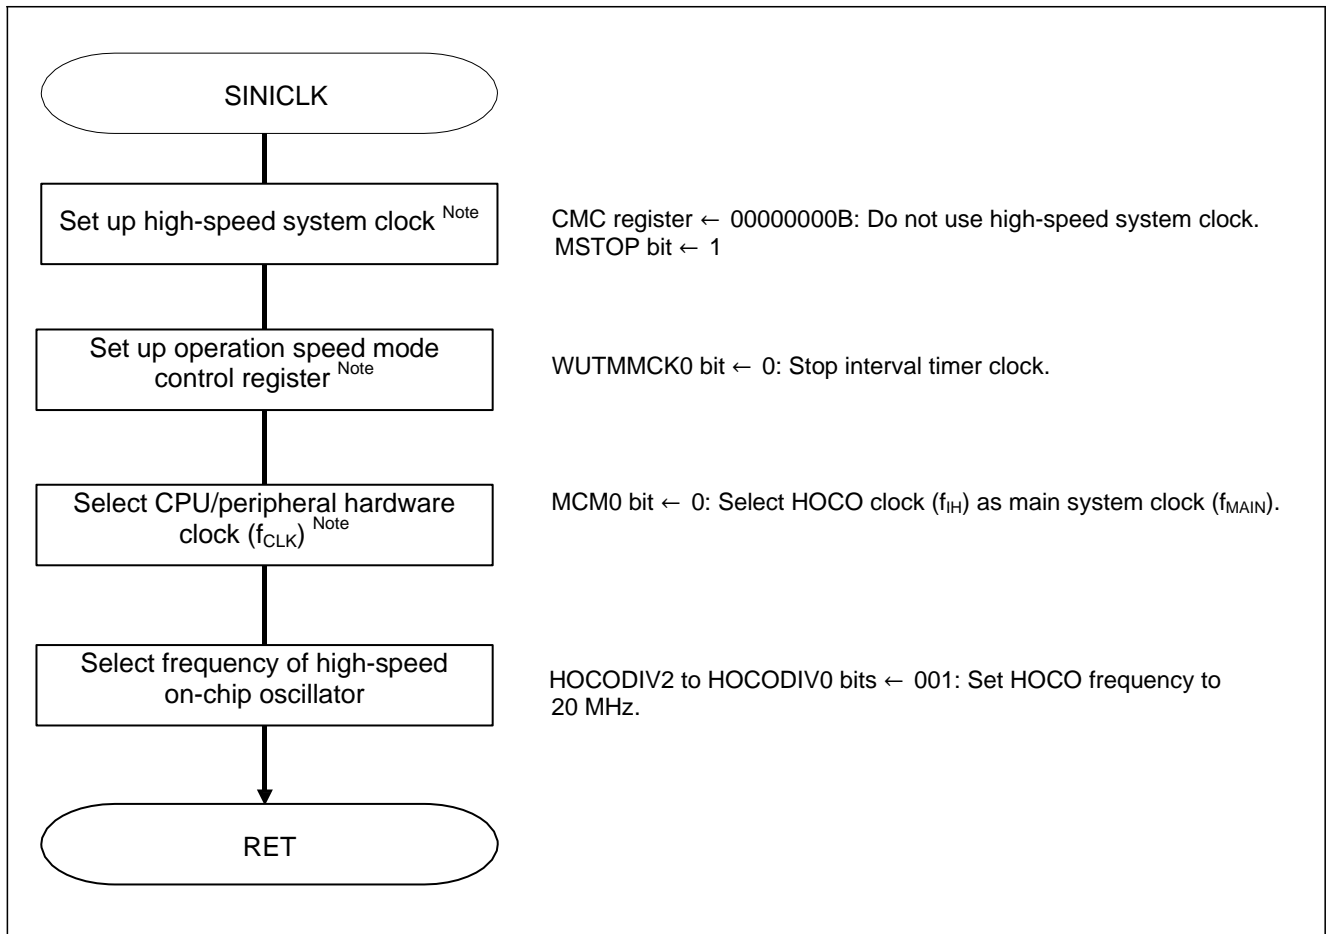 SINICLK
Set up high-speed system clock Note
CMC register ← 00000000B: Do not use high-speed system clock.
MSTOP bit ← 1
Set up operation speed mode
control register Note
WUTMMCK0 bit ← 0: Stop interval timer clock.
Select CPU/peripheral hardware
clock (fCLK) Note
MCM0 bit ← 0: Select HOCO clock (fIH) as main system clock (fMAIN).
Select frequency of high-speed
on-chip oscillator
HOCODIV2 to HOCODIV0 bits ← 001: Set HOCO frequency to
20 MHz.
RET